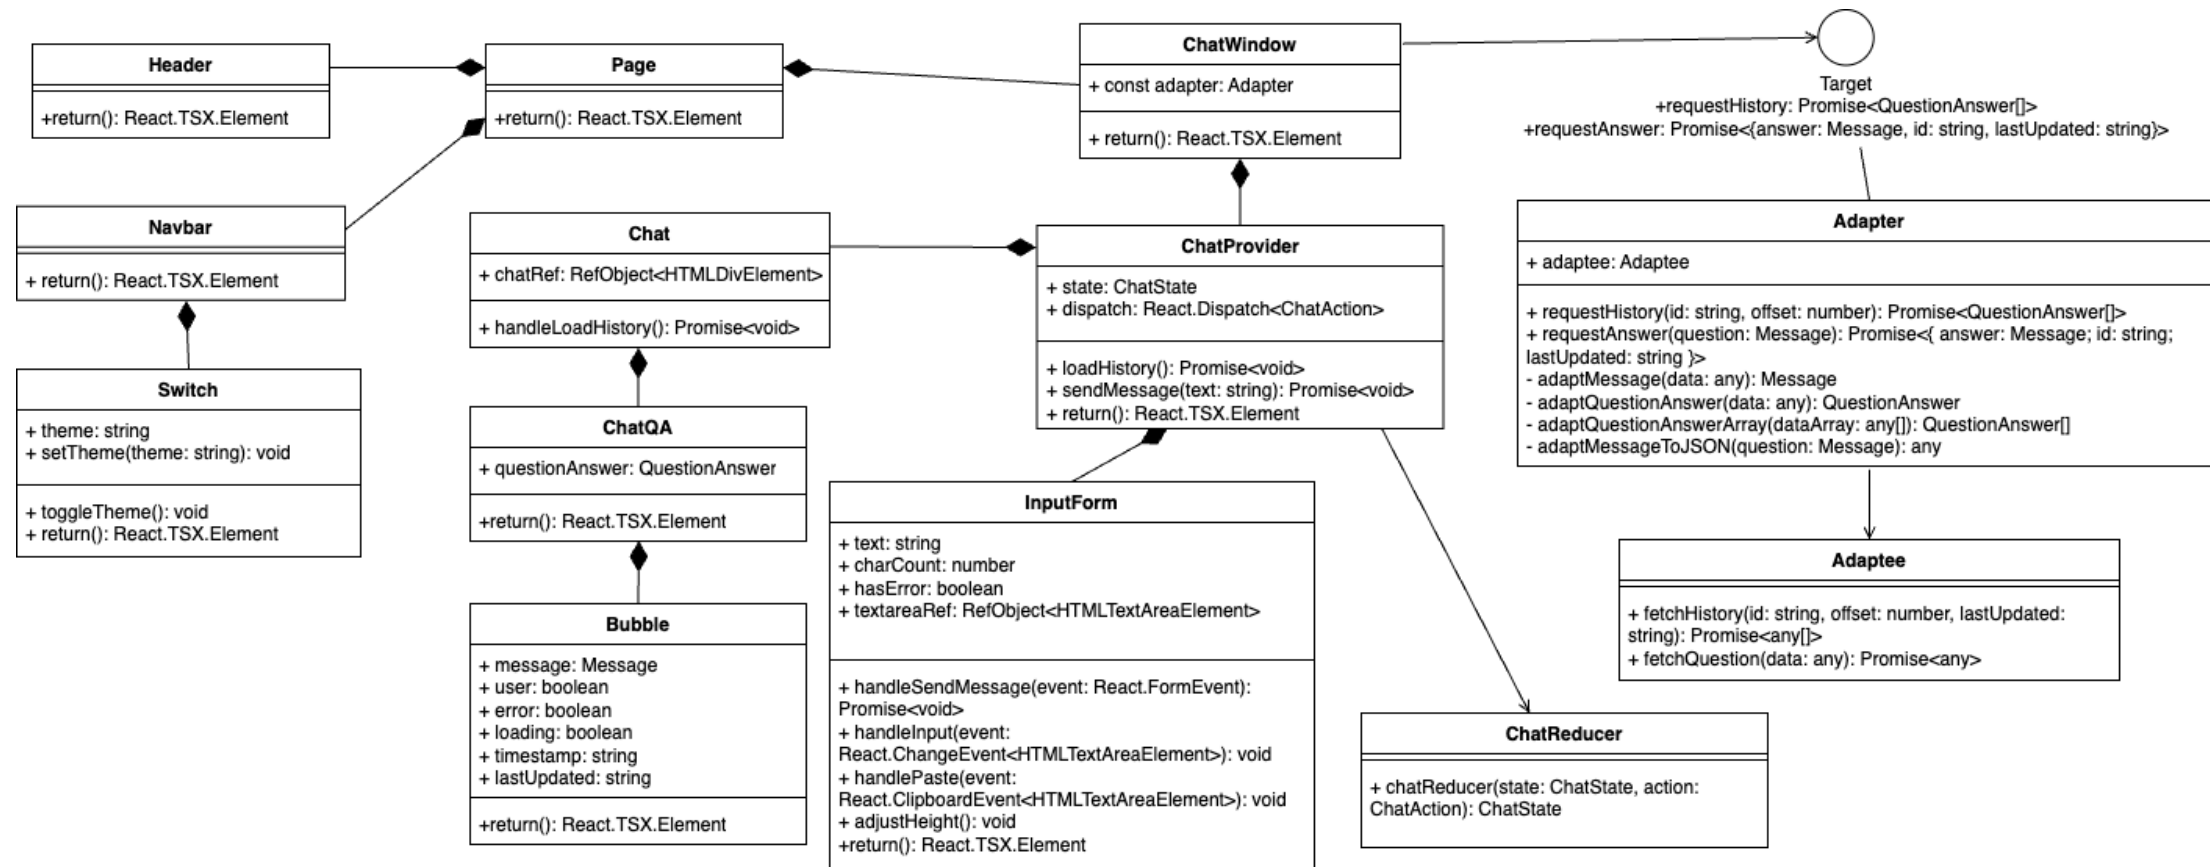 Header
+return(): React.TSX.Element
Page
+return(): React.TSX.Element
ChatWindow
+ const adapter: Adapter
+ return(): React.TSX.Element
Target
+requestHistory: Promise<QuestionAnswer[]>
+requestAnswer: Promise<{answer: Message, id: string, lastUpdated: string}>
Navbar
+ return(): React.TSX.Element
Chat
+ chatRef: RefObject<HTMLDivElement>
+ handleLoadHistory(): Promise<void>
ChatProvider
+ state: ChatState
+ dispatch: React.Dispatch<ChatAction>
+ loadHistory(): Promise<void>
+ sendMessage(text: string): Promise<void>
+ return(): React.TSX.Element
Adapter
+ adaptee: Adaptee
+ requestHistory(id: string, offset: number): Promise<QuestionAnswer[]>
+ requestAnswer(question: Message): Promise<{ answer: Message; id: string;
lastUpdated: string }>
- adaptMessage(data: any): Message
- adaptQuestionAnswer(data: any): QuestionAnswer
- adaptQuestionAnswerArray(dataArray: any[]): QuestionAnswer[]
- adaptMessageToJSON(question: Message): any
Switch
+ theme: string
+ setTheme(theme: string): void
+ toggleTheme(): void
+ return(): React.TSX.Element
ChatQA
+ questionAnswer: QuestionAnswer
+return(): React.TSX.Element
InputForm
+ text: string
+ charCount: number
+ hasError: boolean
+ textareaRef: RefObject<HTMLTextAreaElement>
+ handleSendMessage(event: React.FormEvent):
Promise<void>
+ handleInput(event:
React.ChangeEvent<HTMLTextAreaElement>): void
+ handlePaste(event:
React.ClipboardEvent<HTMLTextAreaElement>): void
+ adjustHeight(): void
+return(): React.TSX.Element
Adaptee
+ fetchHistory(id: string, offset: number, lastUpdated:
string): Promise<any[]>
+ fetchQuestion(data: any): Promise<any>
Bubble
+ message: Message
+ user: boolean
+ error: boolean
+ loading: boolean
+ timestamp: string
+ lastUpdated: string
+return(): React.TSX.Element
ChatReducer
+ chatReducer(state: ChatState, action:
ChatAction): ChatState